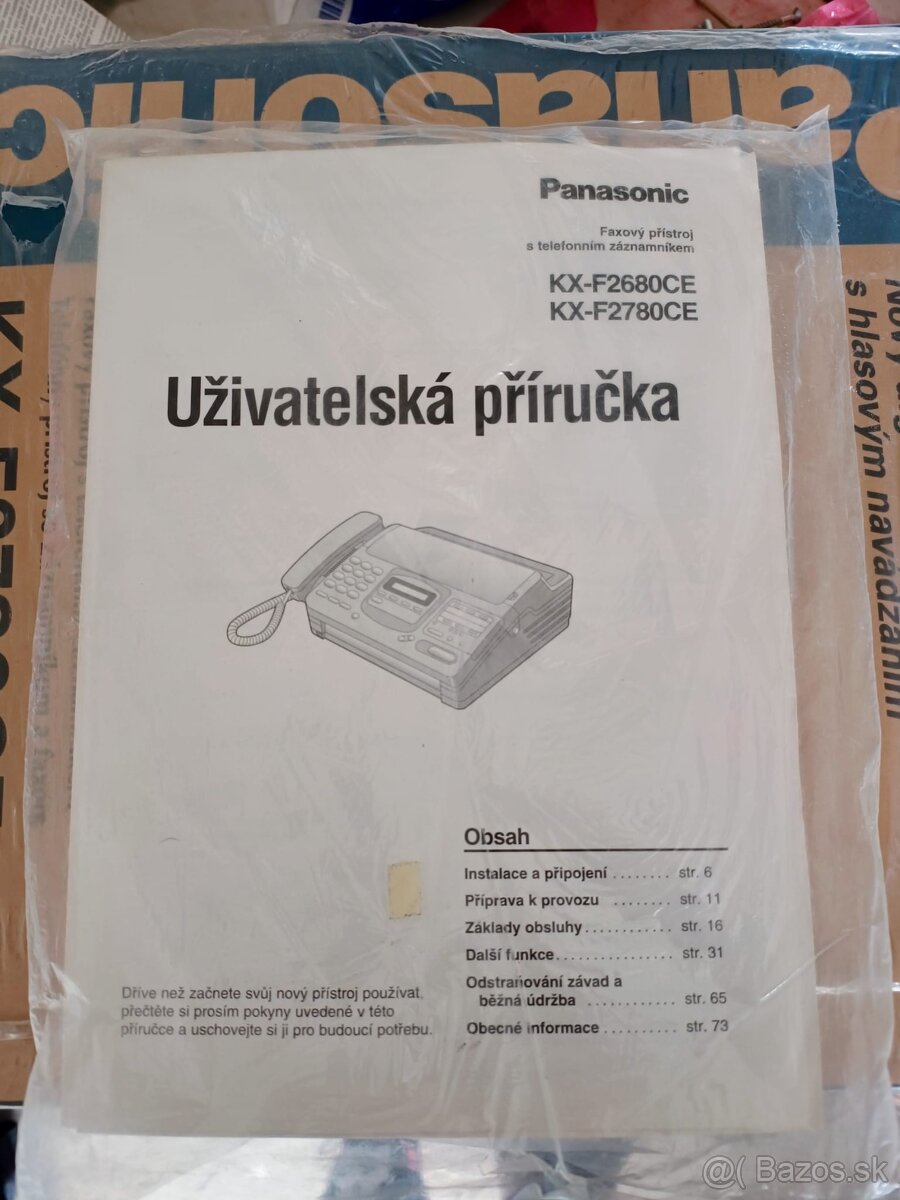 Panasonic
Panasonic
Faxový přístroj
s telefonním záznamníkem
KX-F2680CE
KX-F2780CE
Uživatelská příručka
Obsah
Instalace a připojení ........ str. 6
Příprava k provozu ........ str. 11
Základy obsluhy............ str. 16
Další funkce................ str. 31
Odstraňování závad a
běžná údržba ............ str. 65
Obecné informace .......... str. 73
Dříve než začnete svůj nový přístroj používat,
přečtěte si prosím pokyny uvedené v této
příručce a uschovejte si ji pro budoucí potřebu.
s hlasovým naváděním
@( Bazos.sk